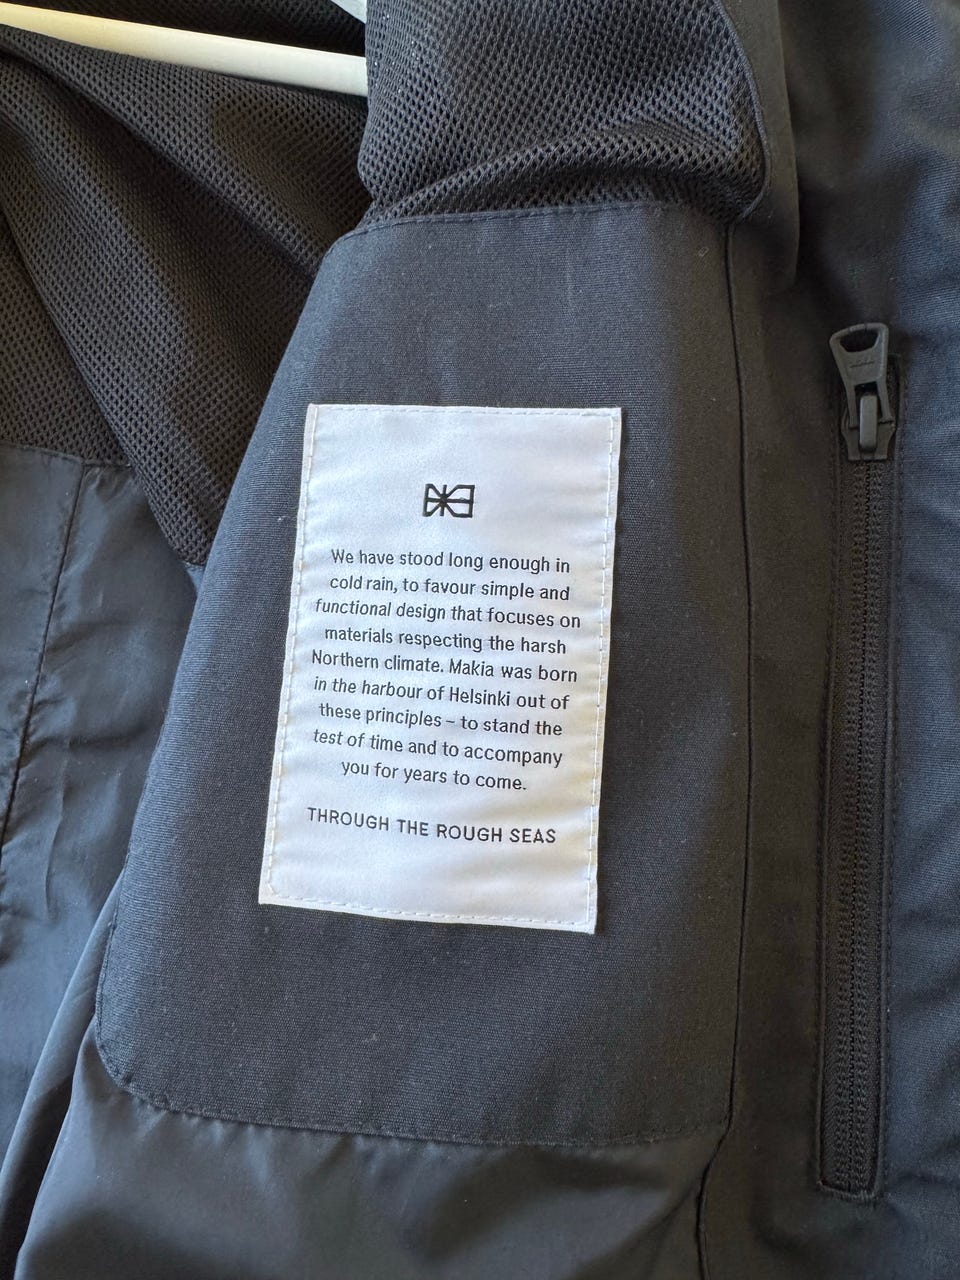 We have stood long enough in
cold rain, to favour simple and
functional design that focuses on
materials respecting the harsh
Northern climate. Makia was born
in the harbour of Helsinki out of
these principles – to stand the
test of time and to accompany
you for years to come.
THROUGH THE ROUGH SEAS